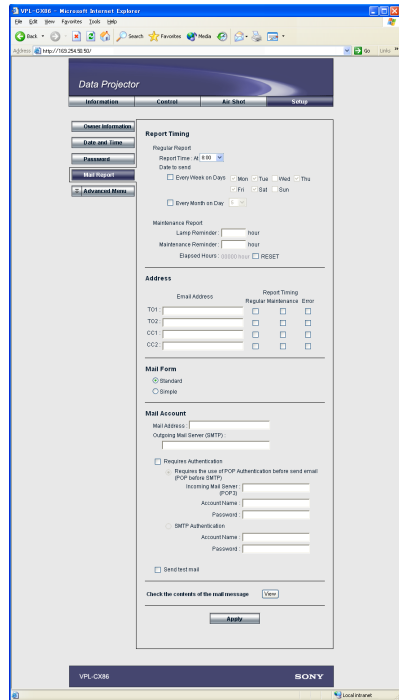 VPL-CX86 - Microsoft Internet Explorer
File Edit View Favorites Tools Help
Back Search Favorites Media
Address http://169.254.50.50/ Go Links »
Data Projector
Information Control Air Shot Setup
Owner Information
Date and Time
Password
Mail Report
Advanced Menu
Report Timing
Regular Report
Report Time : At 8:00
Date to send
Every Week on Days Mon Tue Wed Thu
Fri Sat Sun
Every Month on Day
Maintenance Report
Lamp Reminder : hour
Maintenance Reminder : hour
Elapsed Hours : 00000 hour RESET
Address
Email Address Report Timing
Regular Maintenance Error
TO1 :
TO2 :
CC1 :
CC2 :
Mail Form
Standard
Simple
Mail Account
Mail Address :
Outgoing Mail Server (SMTP) :
Requires Authentication
Requires the use of POP Authentication before send email
(POP before SMTP)
Incoming Mail Server :
(POP3)
Account Name :
Password :
SMTP Authentication
Account Name :
Password :
Send test mail
Check the contents of the mail message View
Apply
VPL-CX86 SONY
Local intranet